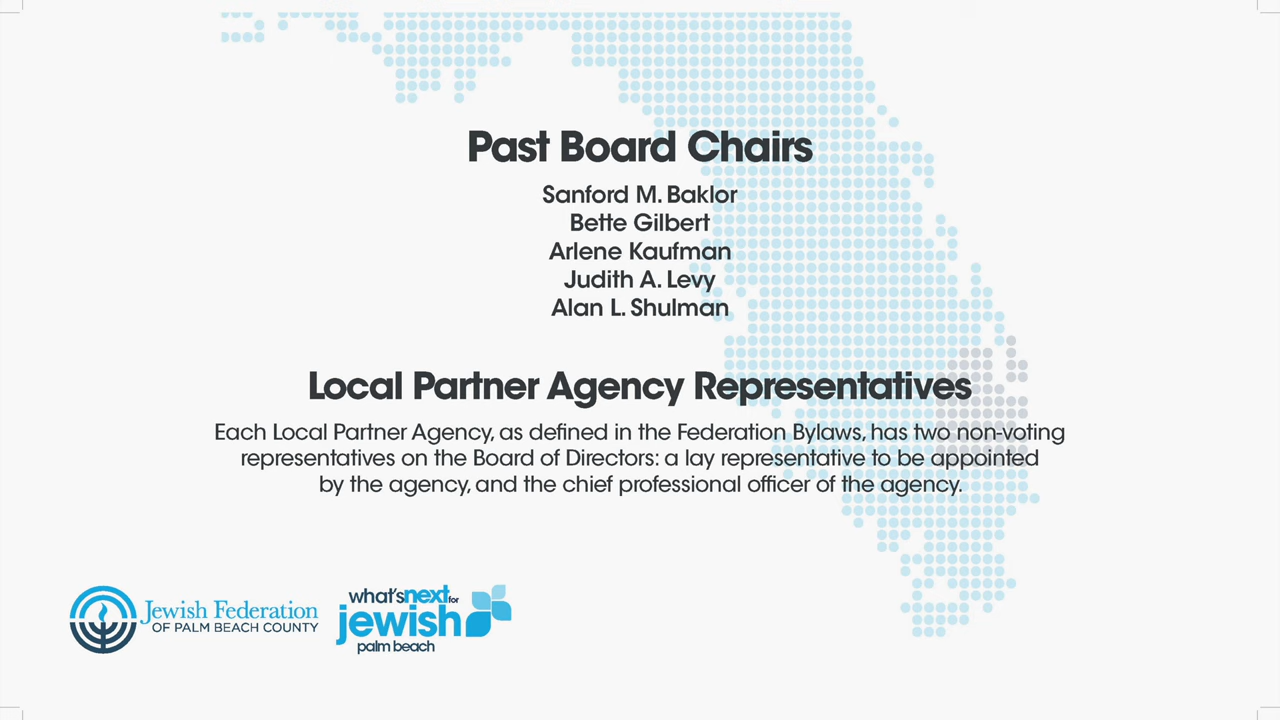 Past Board Chairs
Sanford M. Baklor
Bette Gilbert
Arlene Kaufman
Judith A. Levy
Alan L. Shulman
Local Partner Agency Representatives
Each Local Partner Agency, as defined in the Federation Bylaws, has two non-voting
representatives on the Board of Directors: a lay representative to be appointed
by the agency, and the chief professional officer of the agency.
Jewish Federation
OF PALM BEACH COUNTY
what'snext for
jewish
palm beach